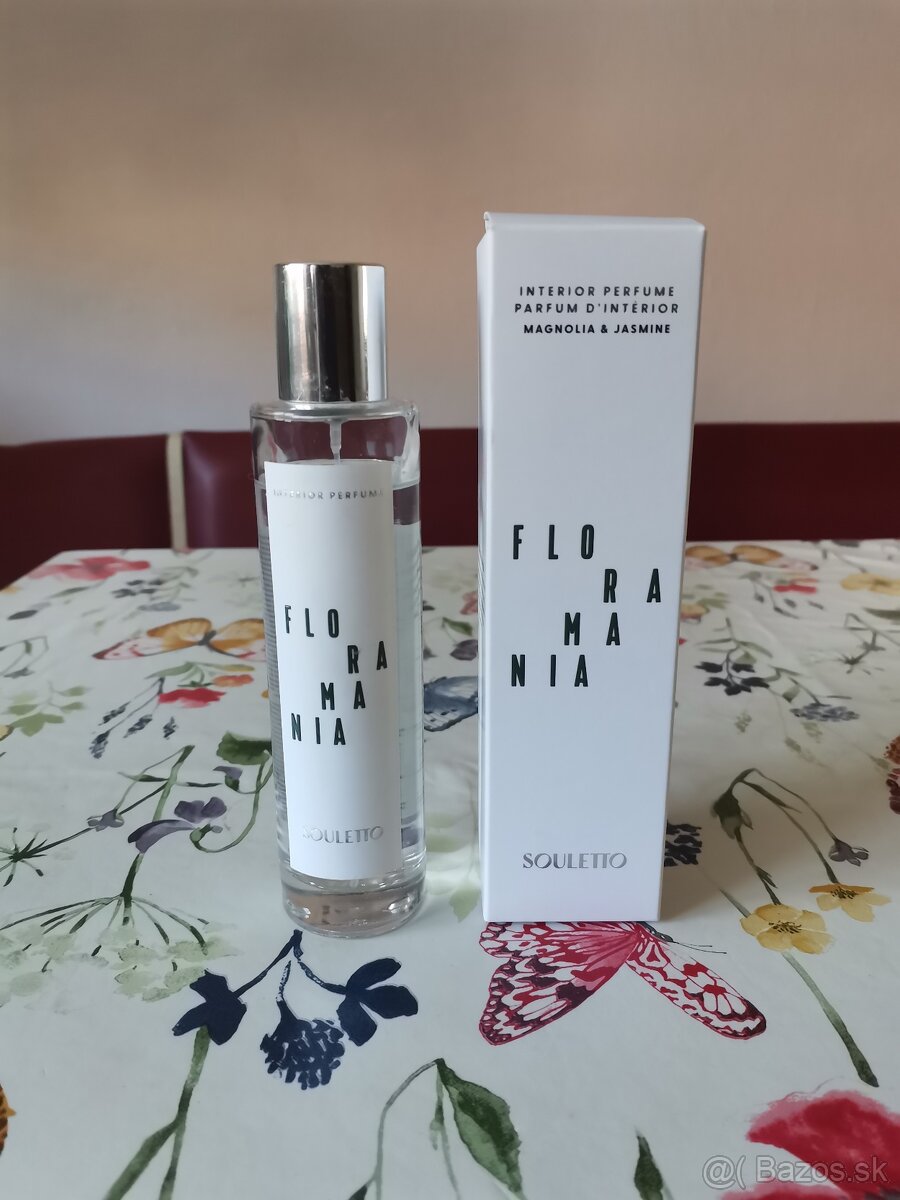 INTERIOR PERFUME
FLO
RA
MA
NIA
SOULETTO
INTERIOR PERFUME
PARFUM D'INTÉRIOR
MAGNOLIA & JASMINE
FLO
RA
MA
NIA
SOULETTO
@( Bazos.sk